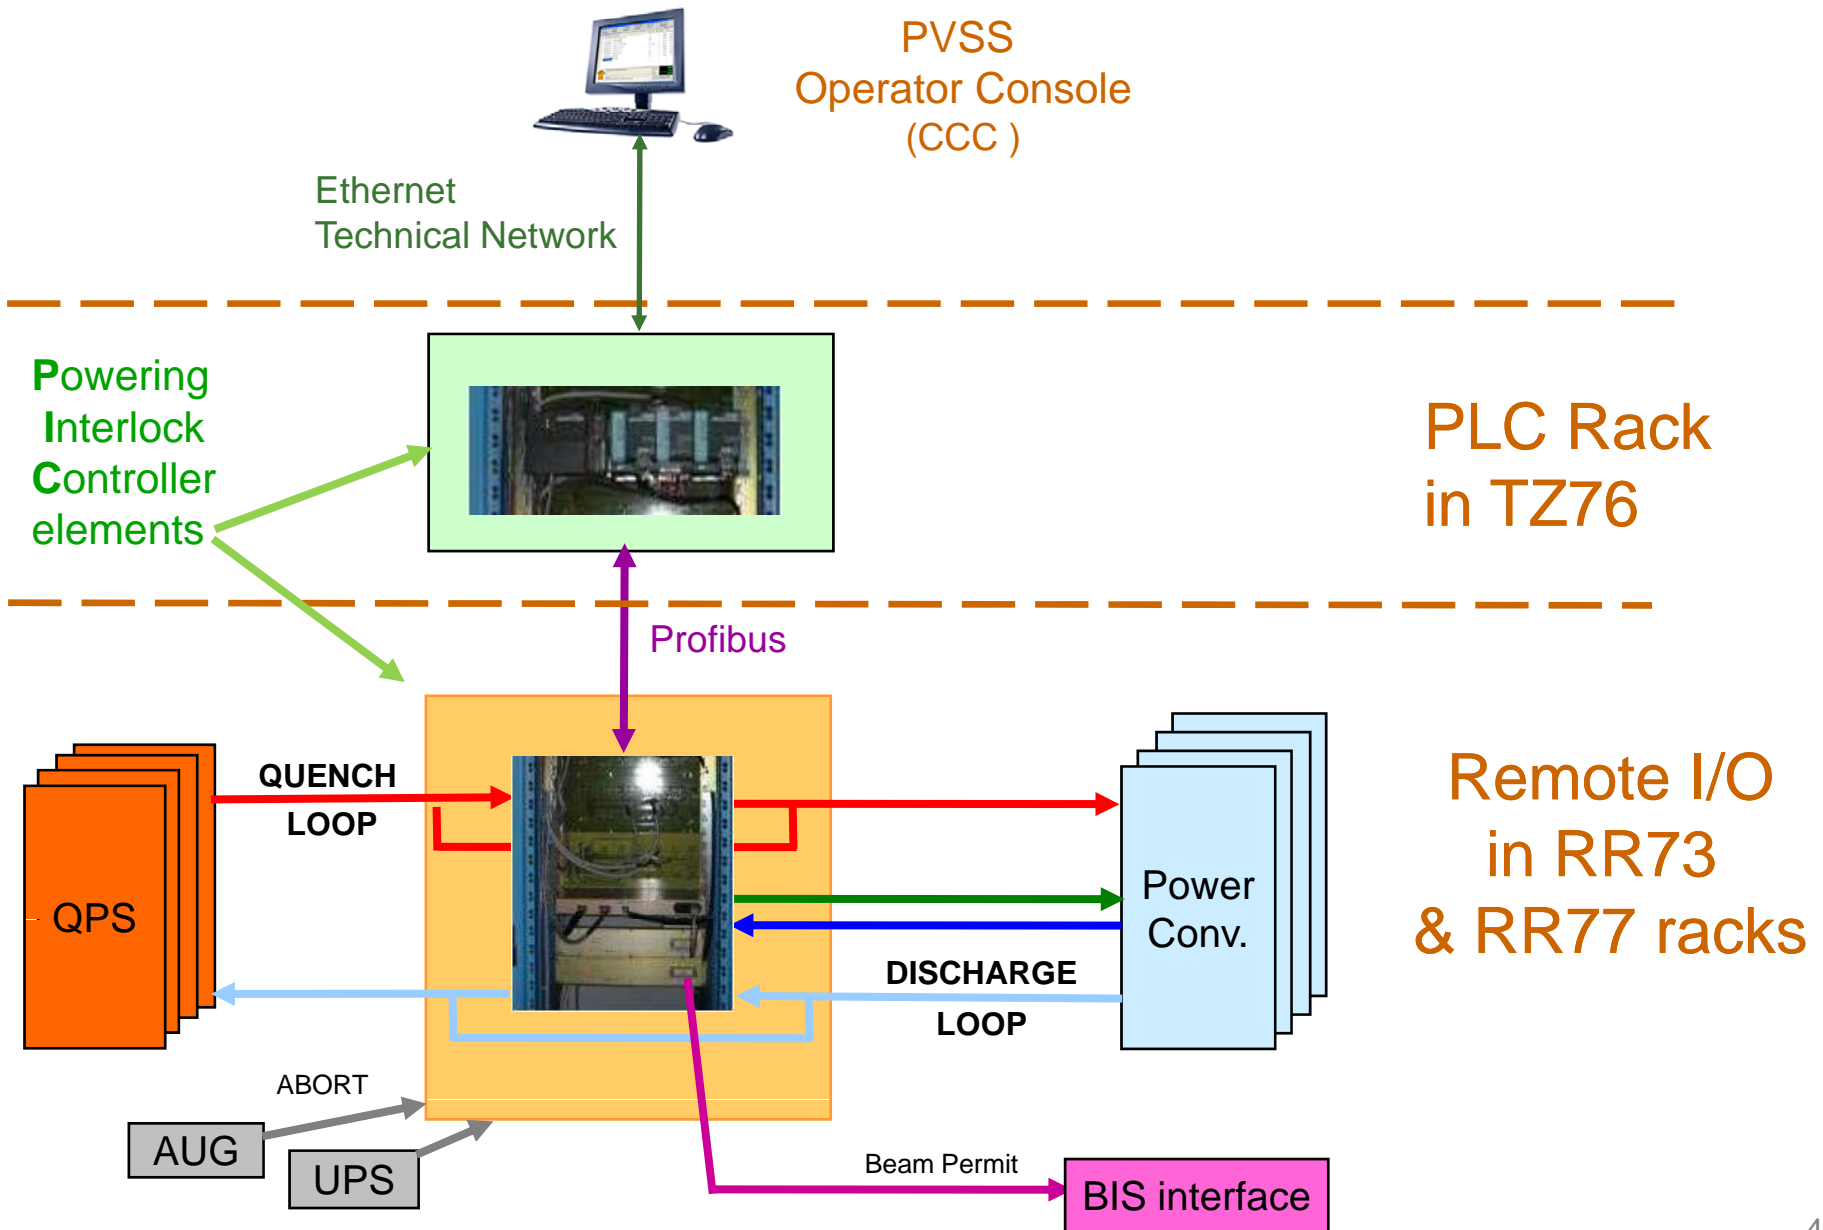 PVSS
Operator Console
(CCC )
Ethernet
Technical Network
Powering
Interlock
Controller
elements
PLC Rack
in TZ76
Profibus
QUENCH
LOOP
QPS
Power
Conv.
Remote I/O
in RR73
& RR77 racks
DISCHARGE
LOOP
ABORT
AUG
UPS
Beam Permit
BIS interface
4